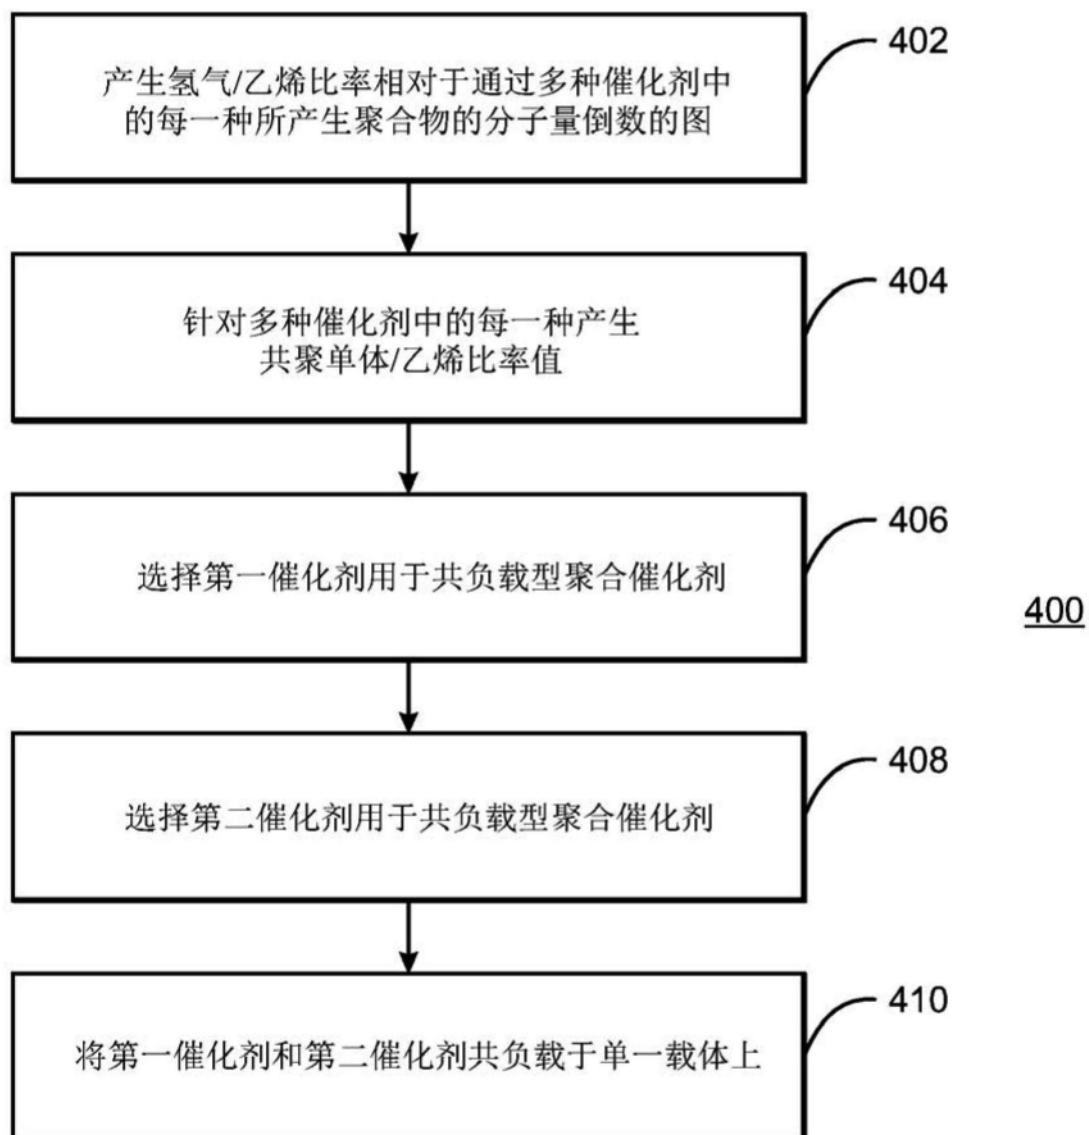 产生氢气/乙烯比率相对于通过多种催化剂中
的每一种所产生聚合物的分子量倒数的图
402
针对多种催化剂中的每一种产生
共聚单体/乙烯比率值
404
选择第一催化剂用于共负载型聚合催化剂
406
400
选择第二催化剂用于共负载型聚合催化剂
408
将第一催化剂和第二催化剂共负载于单一载体上
410